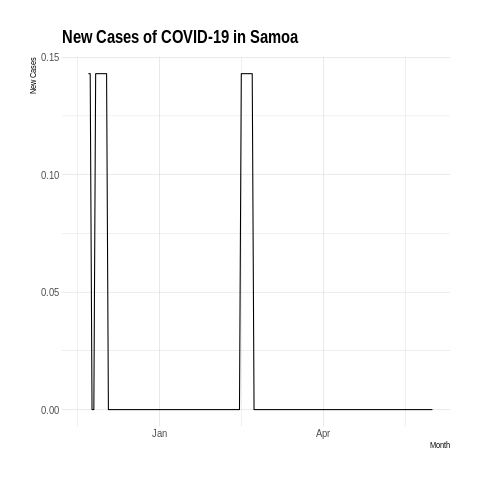 New Cases of COVID-19 in Samoa
New Cases
0.15
0.10
0.05
0.00
Jan
Apr
Month